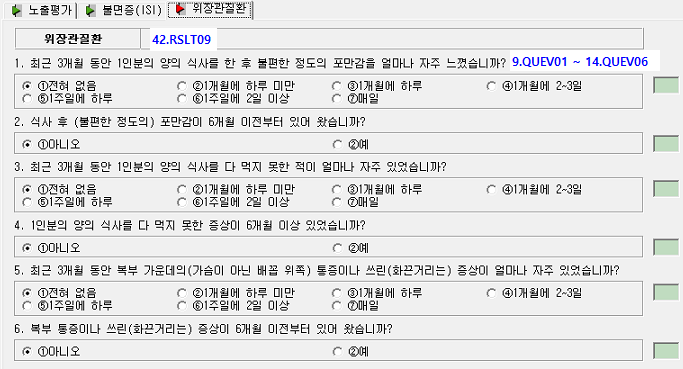 노출평가 불면증(ISI) 위장관질환
위장관질환 42.RSLT09
1. 최근 3개월 동안 1인분의 양의 식사를 한 후 불편한 정도의 포만감을 얼마나 자주 느꼈습니까? 9.QUEV01 ~ 14.QUEV06
①전혀 없음 ②1개월에 하루 미만 ③1개월에 하루 ④1개월에 2~3일
⑤1주일에 하루 ⑥1주일에 2일 이상 ⑦매일
2. 식사 후 (불편한 정도의) 포만감이 6개월 이전부터 있어 왔습니까?
①아니오 ②예
3. 최근 3개월 동안 1인분의 양의 식사를 다 먹지 못한 적이 얼마나 자주 있었습니까?
①전혀 없음 ②1개월에 하루 미만 ③1개월에 하루 ④1개월에 2~3일
⑤1주일에 하루 ⑥1주일에 2일 이상 ⑦매일
4. 1인분의 양의 식사를 다 먹지 못한 증상이 6개월 이상 있었습니까?
①아니오 ②예
5. 최근 3개월 동안 복부 가운데의(가슴이 아닌 배꼽 위쪽) 통증이나 쓰린(화끈거리는) 증상이 얼마나 자주 있었습니까?
①전혀 없음 ②1개월에 하루 미만 ③1개월에 하루 ④1개월에 2~3일
⑤1주일에 하루 ⑥1주일에 2일 이상 ⑦매일
6. 복부 통증이나 쓰린(화끈거리는) 증상이 6개월 이전부터 있어 왔습니까?
①아니오 ②예